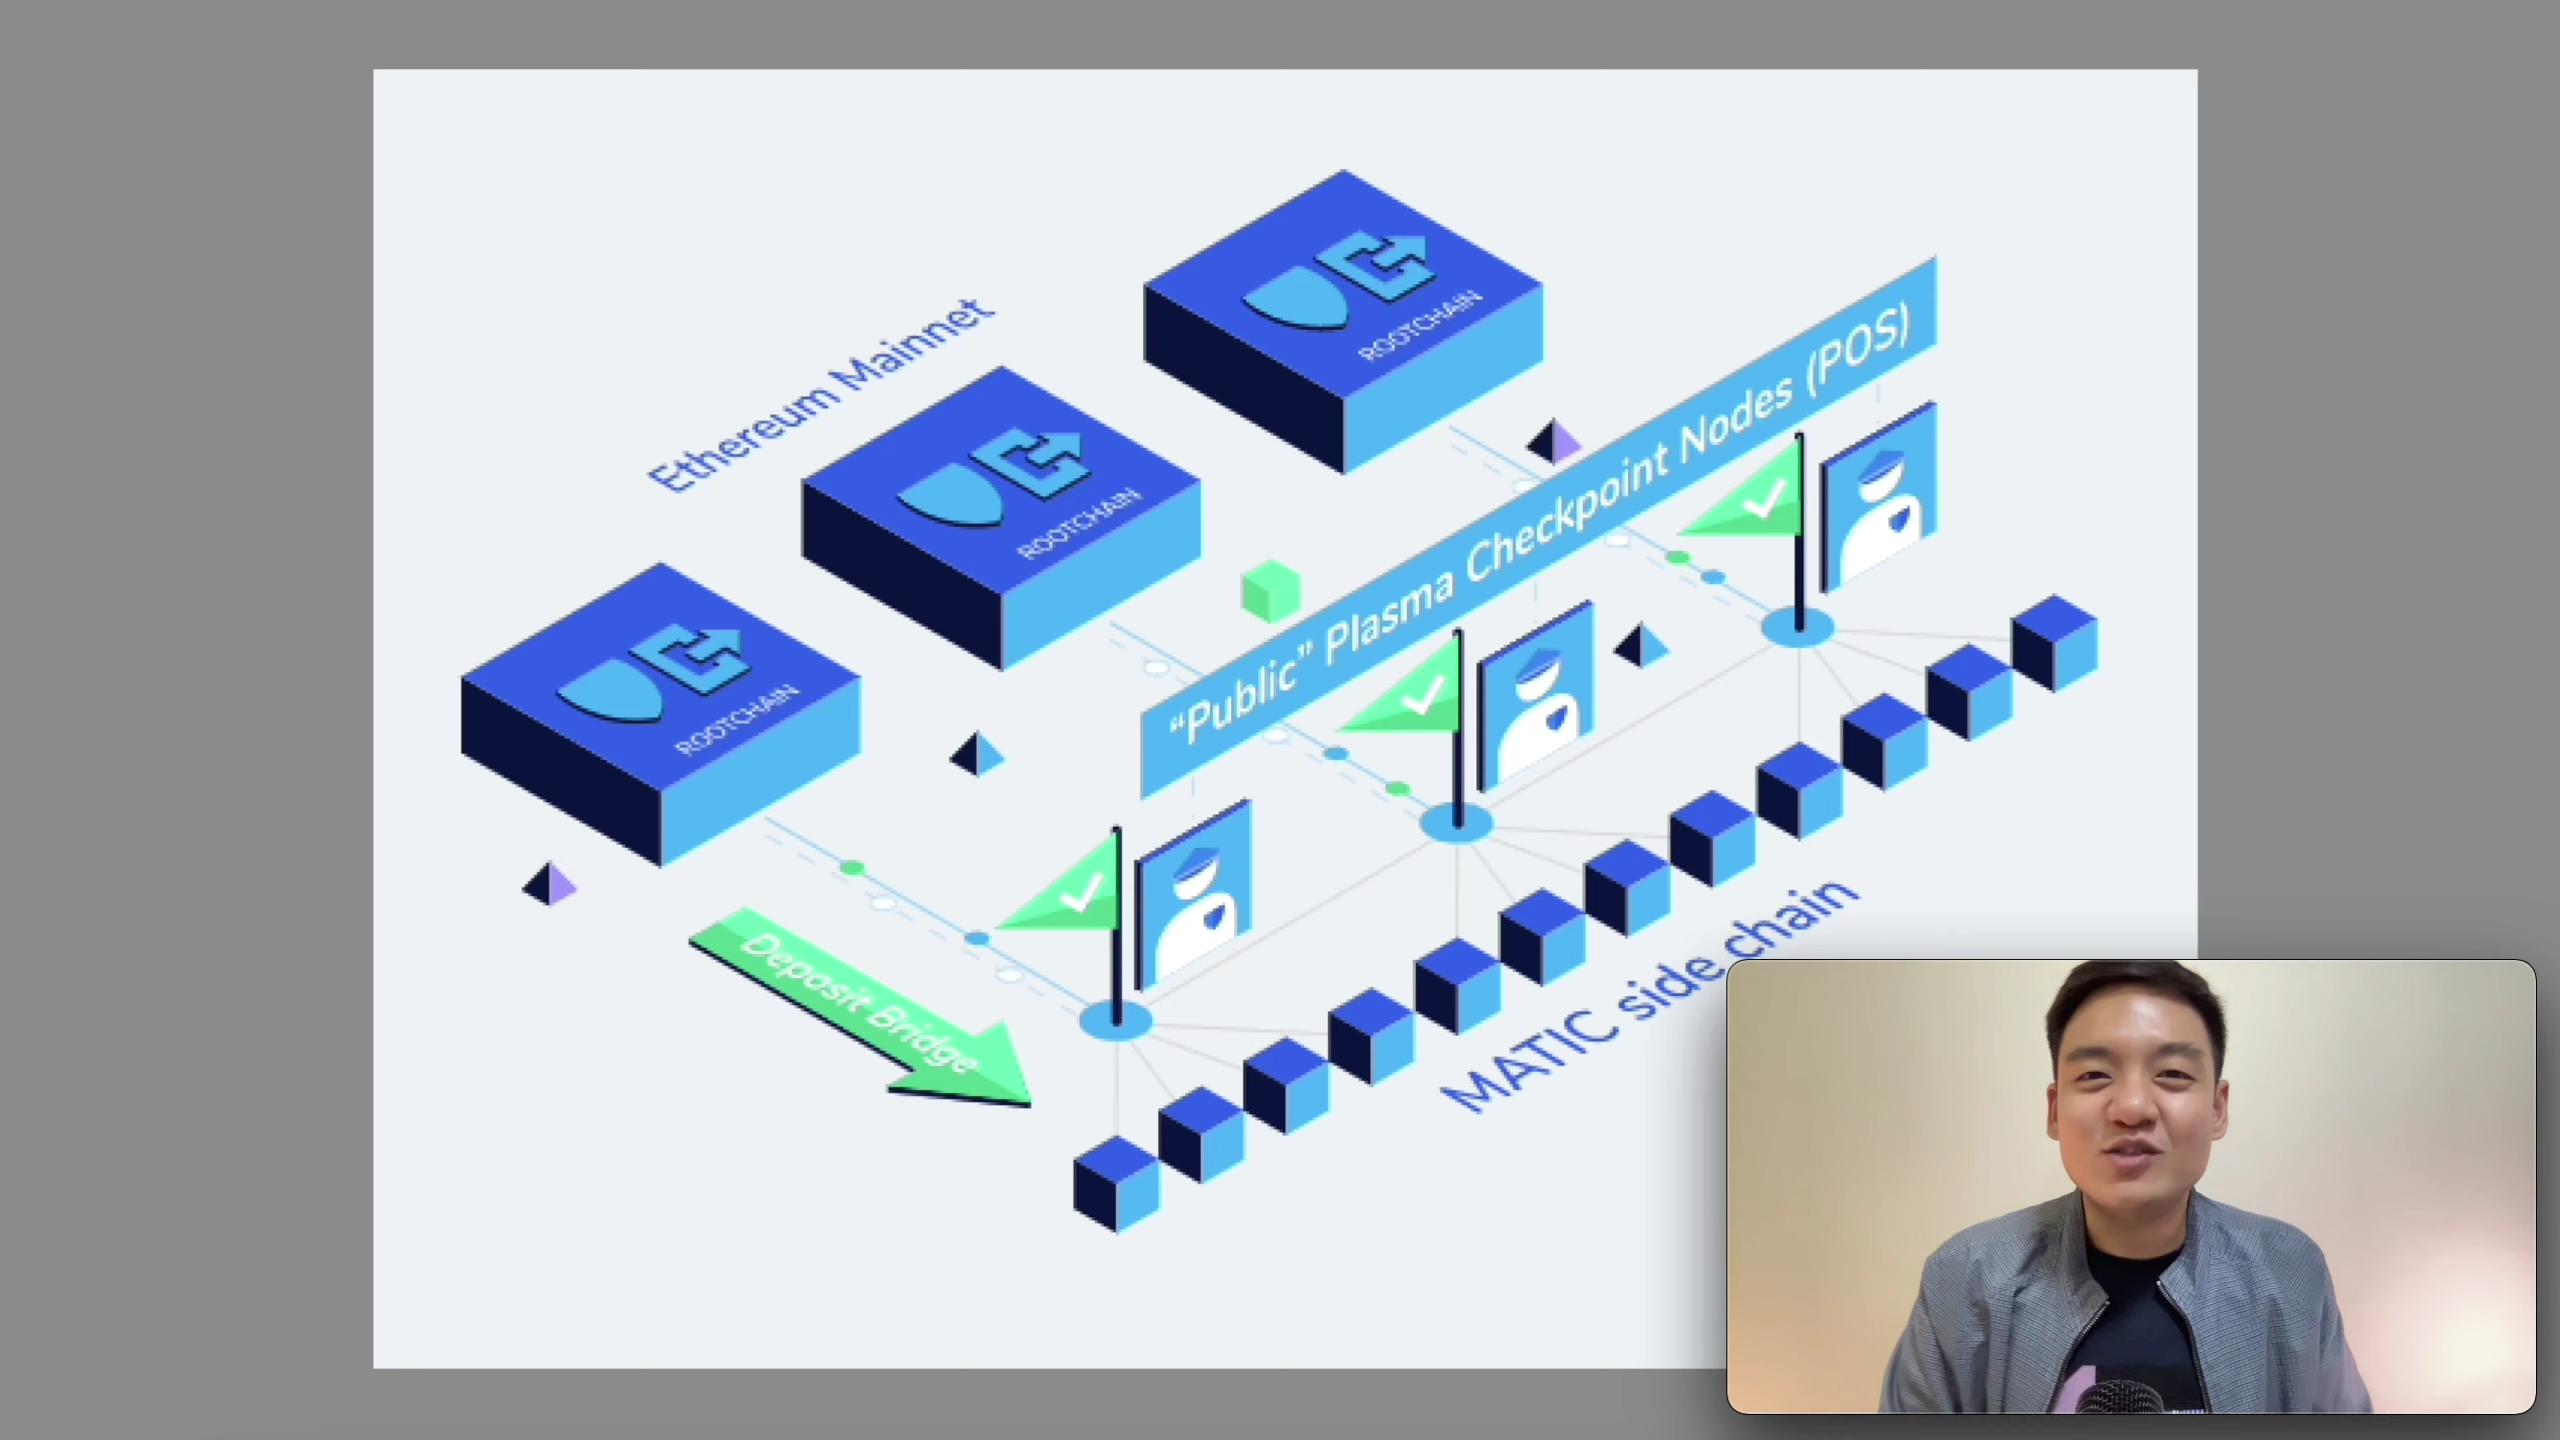 Ethereum Mainnet
ROOTCHAIN
ROOTCHAIN
ROOTCHAIN
“Public” Plasma Checkpoint Nodes (POS)
Deposit Bridge
MATIC side chain